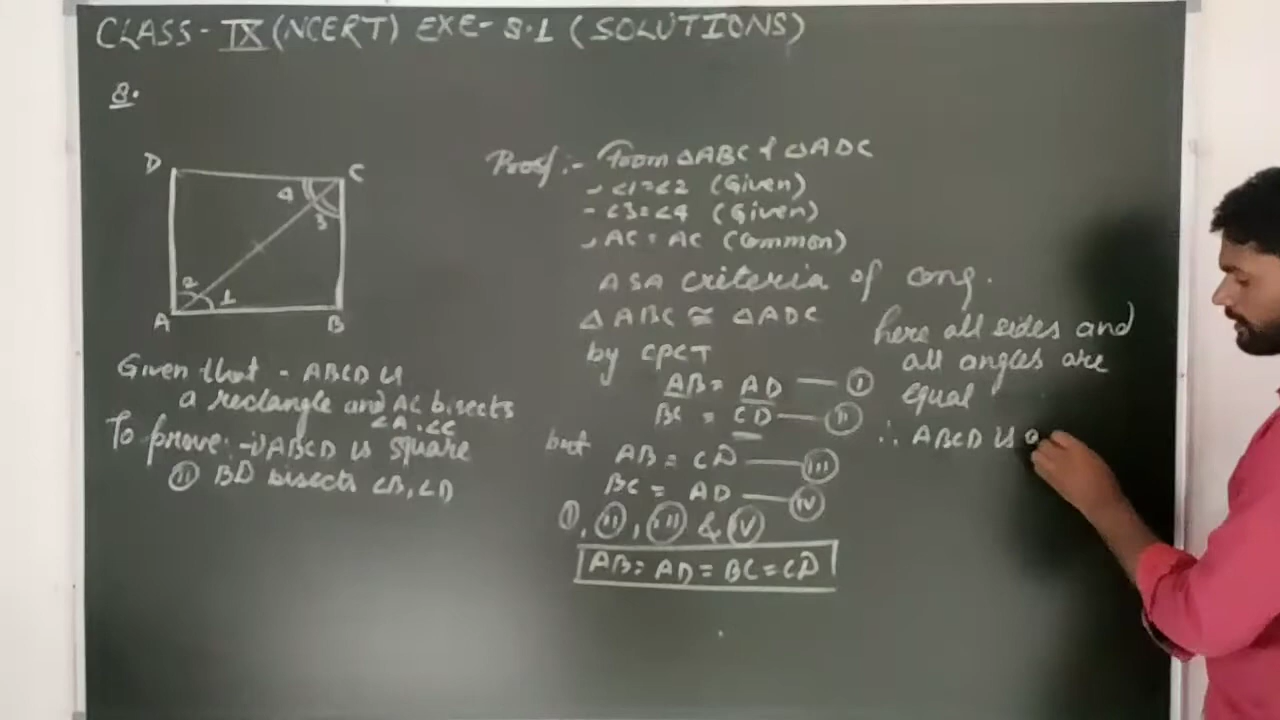 CLASS-IX (NCERT) EXE-8.1 (SOLUTIONS)
8.
D
C
4
3
2
1
A
B
Given that - ABCD is
a rectangle and AC bisects
∠A, ∠C
To prove:- i) ABCD is square
(ii) BD bisects ∠B, ∠D
Proof:- From △ABC & △ADC
- ∠1=∠2 (Given)
- ∠3=∠4 (Given)
- AC = AC (Common)
ASA criteria of cong.
△ABC ≅ △ADC
by CPCT
AB = AD — (i)
BC = CD — (ii)
but AB = CD — (iii)
BC = AD — (iv)
(i), (ii), (iii) & (iv)
AB = AD = BC = CD
here all sides and
all angles are
equal
∴ ABCD is a